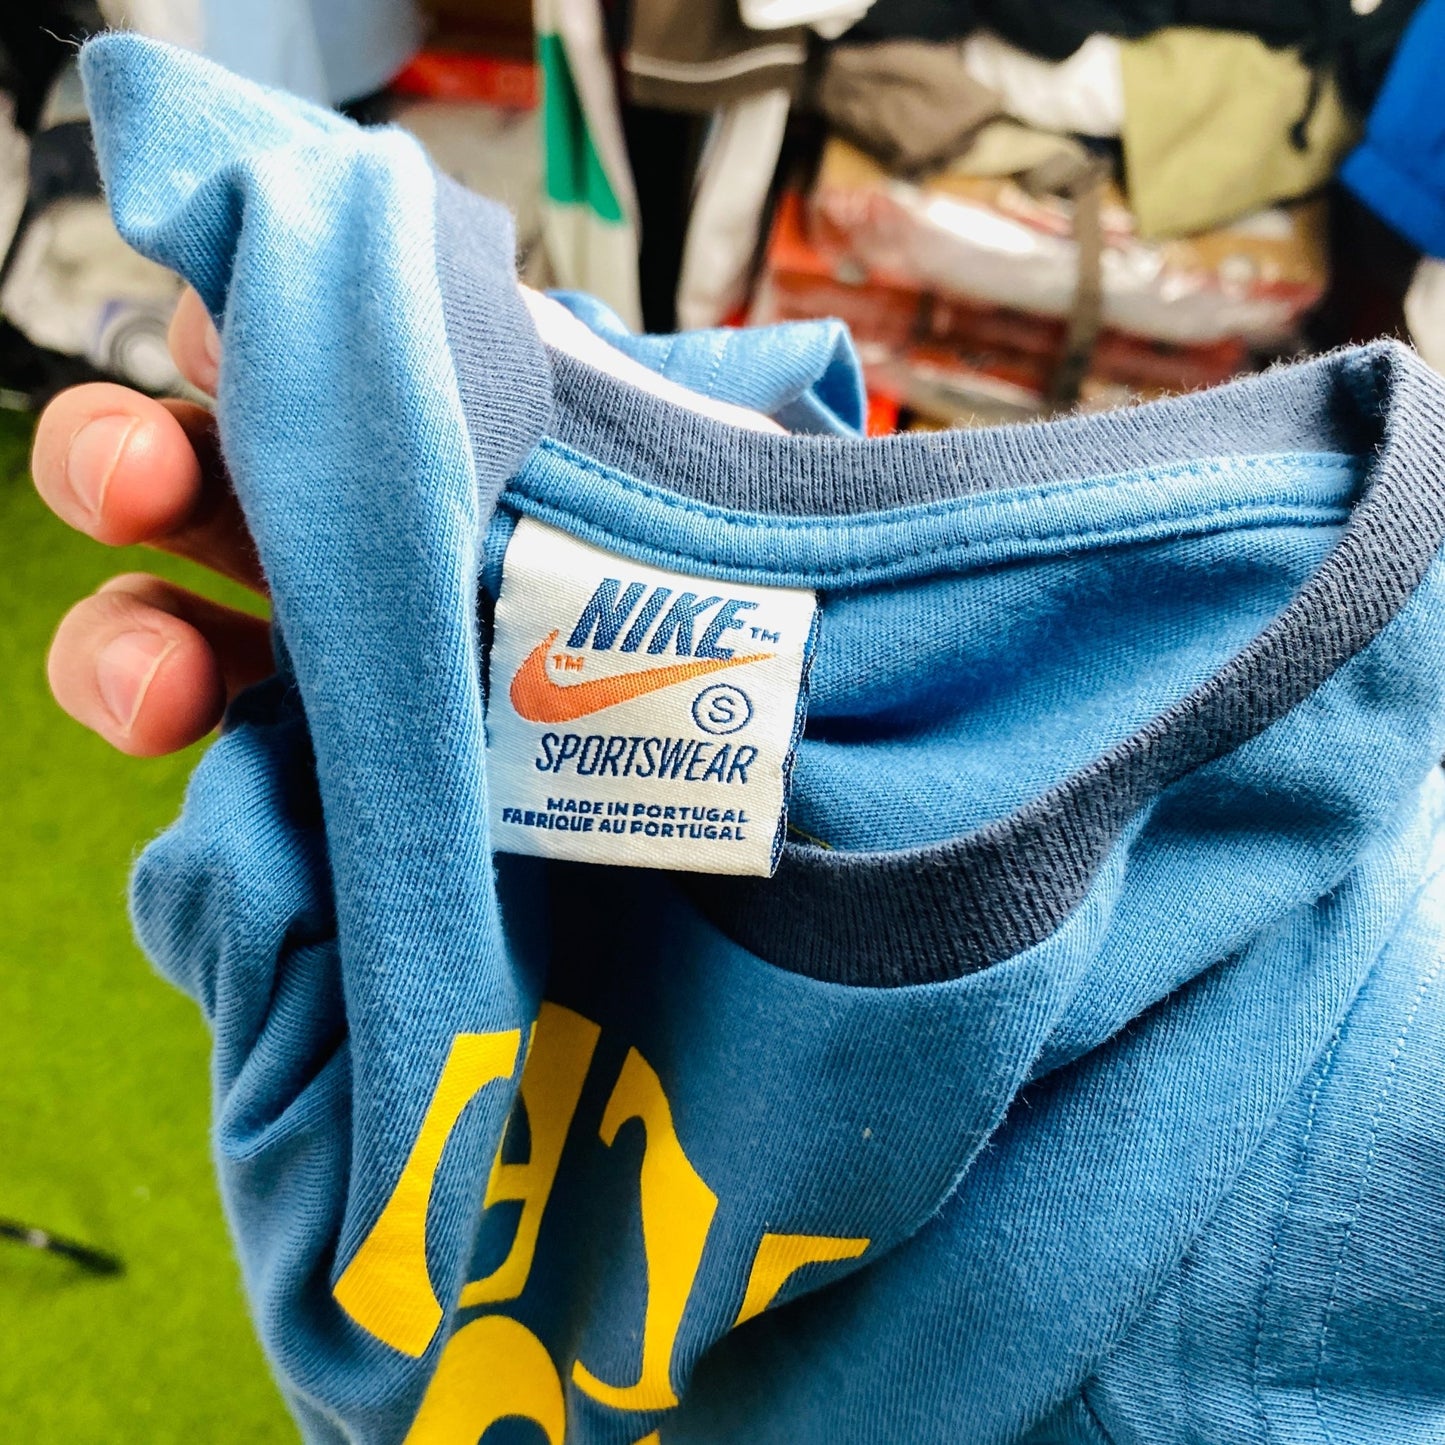 NIKE™
™
S
SPORTSWEAR
MADE IN PORTUGAL
FABRIQUE AU PORTUGAL